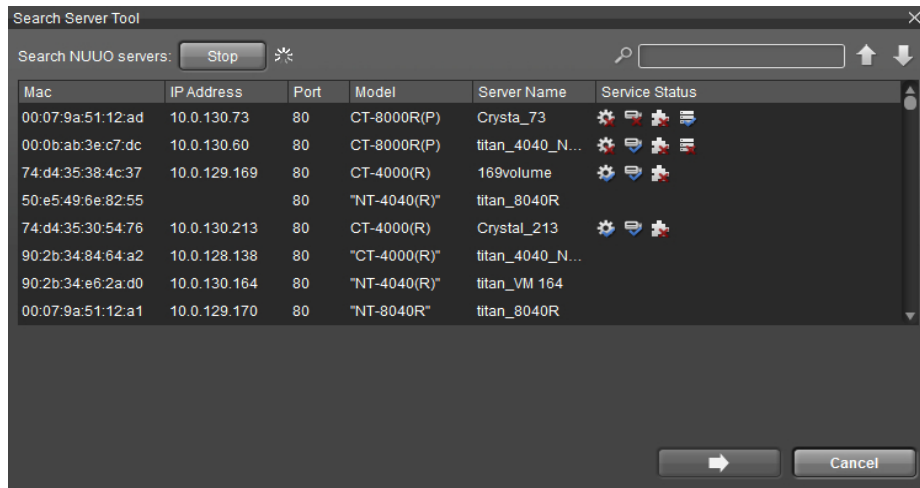 Search Server Tool
Search NUUO servers: Stop
Mac IP Address Port Model Server Name Service Status
00:07:9a:51:12:ad 10.0.130.73 80 CT-8000R(P) Crysta_73
00:0b:ab:3e:c7:dc 10.0.130.60 80 CT-8000R(P) titan_4040_N...
74:d4:35:38:4c:37 10.0.129.169 80 CT-4000(R) 169volume
50:e5:49:6e:82:55 80 "NT-4040(R)" titan_8040R
74:d4:35:30:54:76 10.0.130.213 80 CT-4000(R) Crystal_213
90:2b:34:84:64:a2 10.0.128.138 80 "CT-4000(R)" titan_4040_N...
90:2b:34:e6:2a:d0 10.0.130.164 80 "NT-4040(R)" titan_VM 164
00:07:9a:51:12:a1 10.0.129.170 80 "NT-8040R" titan_8040R
Cancel